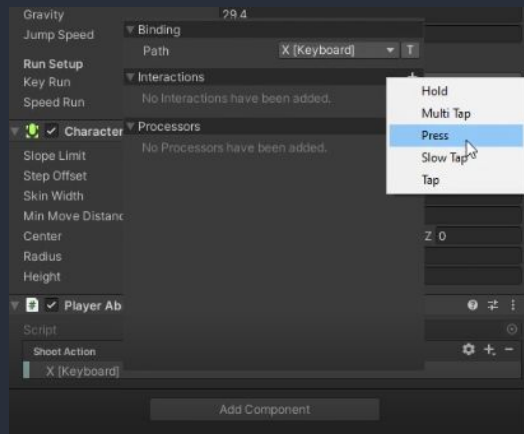 Gravity 29.4
Jump Speed
Run Setup
Key Run
Speed Run
Character
Slope Limit
Step Offset
Skin Width
Min Move Distanc
Center Z 0
Radius
Height
Player Ab
Script
Shoot Action
X [Keyboard]
Add Component
Binding
Path X [Keyboard] T
Interactions +
No Interactions have been added.
Processors
No Processors have been added.
Hold
Multi Tap
Press
Slow Tap
Tap